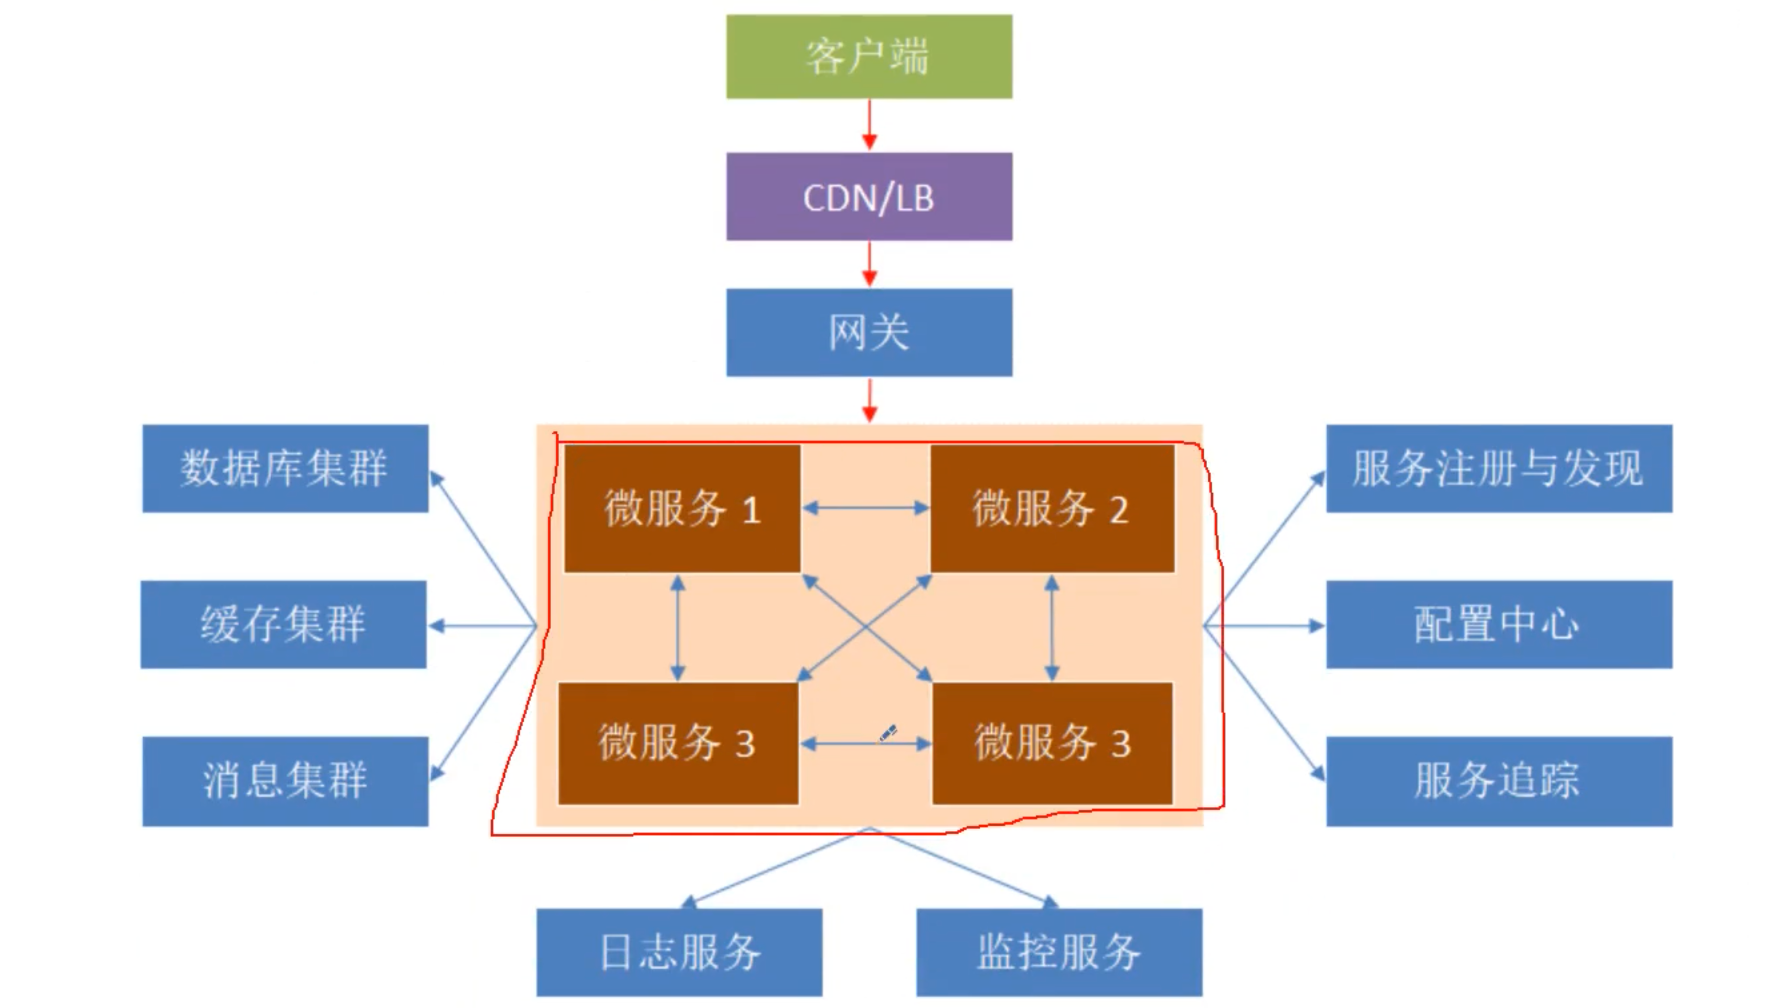 客户端
CDN/LB
网关
数据库集群
缓存集群
消息集群
微服务 1
微服务 2
微服务 3
微服务 3
服务注册与发现
配置中心
服务追踪
日志服务
监控服务